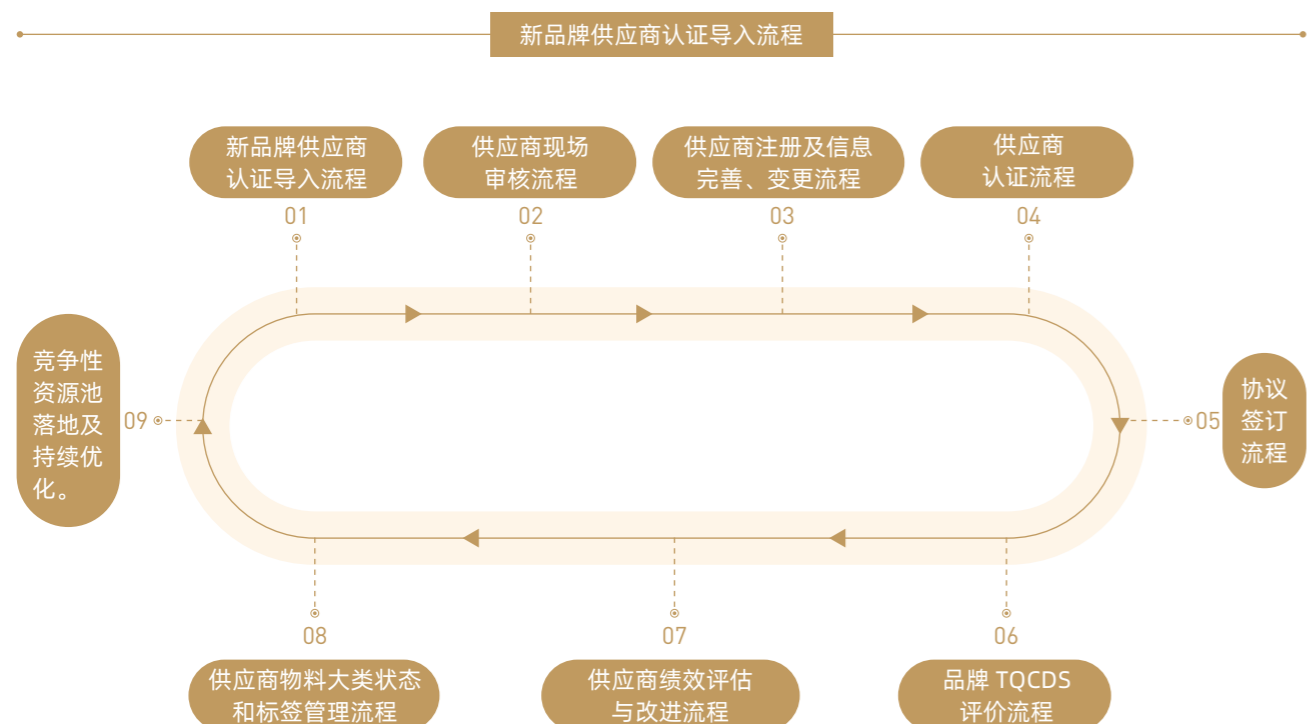 新品牌供应商认证导入流程
新品牌供应商
认证导入流程
01
供应商现场
审核流程
02
供应商注册及信息
完善、变更流程
03
供应商
认证流程
04
协议
签订
流程
05
品牌 TQCDS
评价流程
06
供应商绩效评估
与改进流程
07
供应商物料大类状态
和标签管理流程
08
竞争性
资源池
落地及
持续优
化。
09